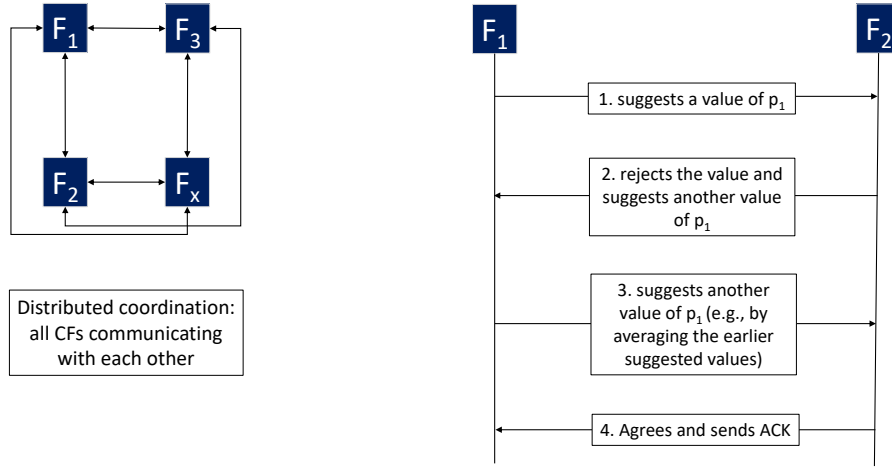 F₁
F₃
F₂
Fₓ
Distributed coordination:
all CFs communicating
with each other
F₁
F₂
1. suggests a value of p₁
2. rejects the value and
suggests another value
of p₁
3. suggests another
value of p₁ (e.g., by
averaging the earlier
suggested values)
4. Agrees and sends ACK